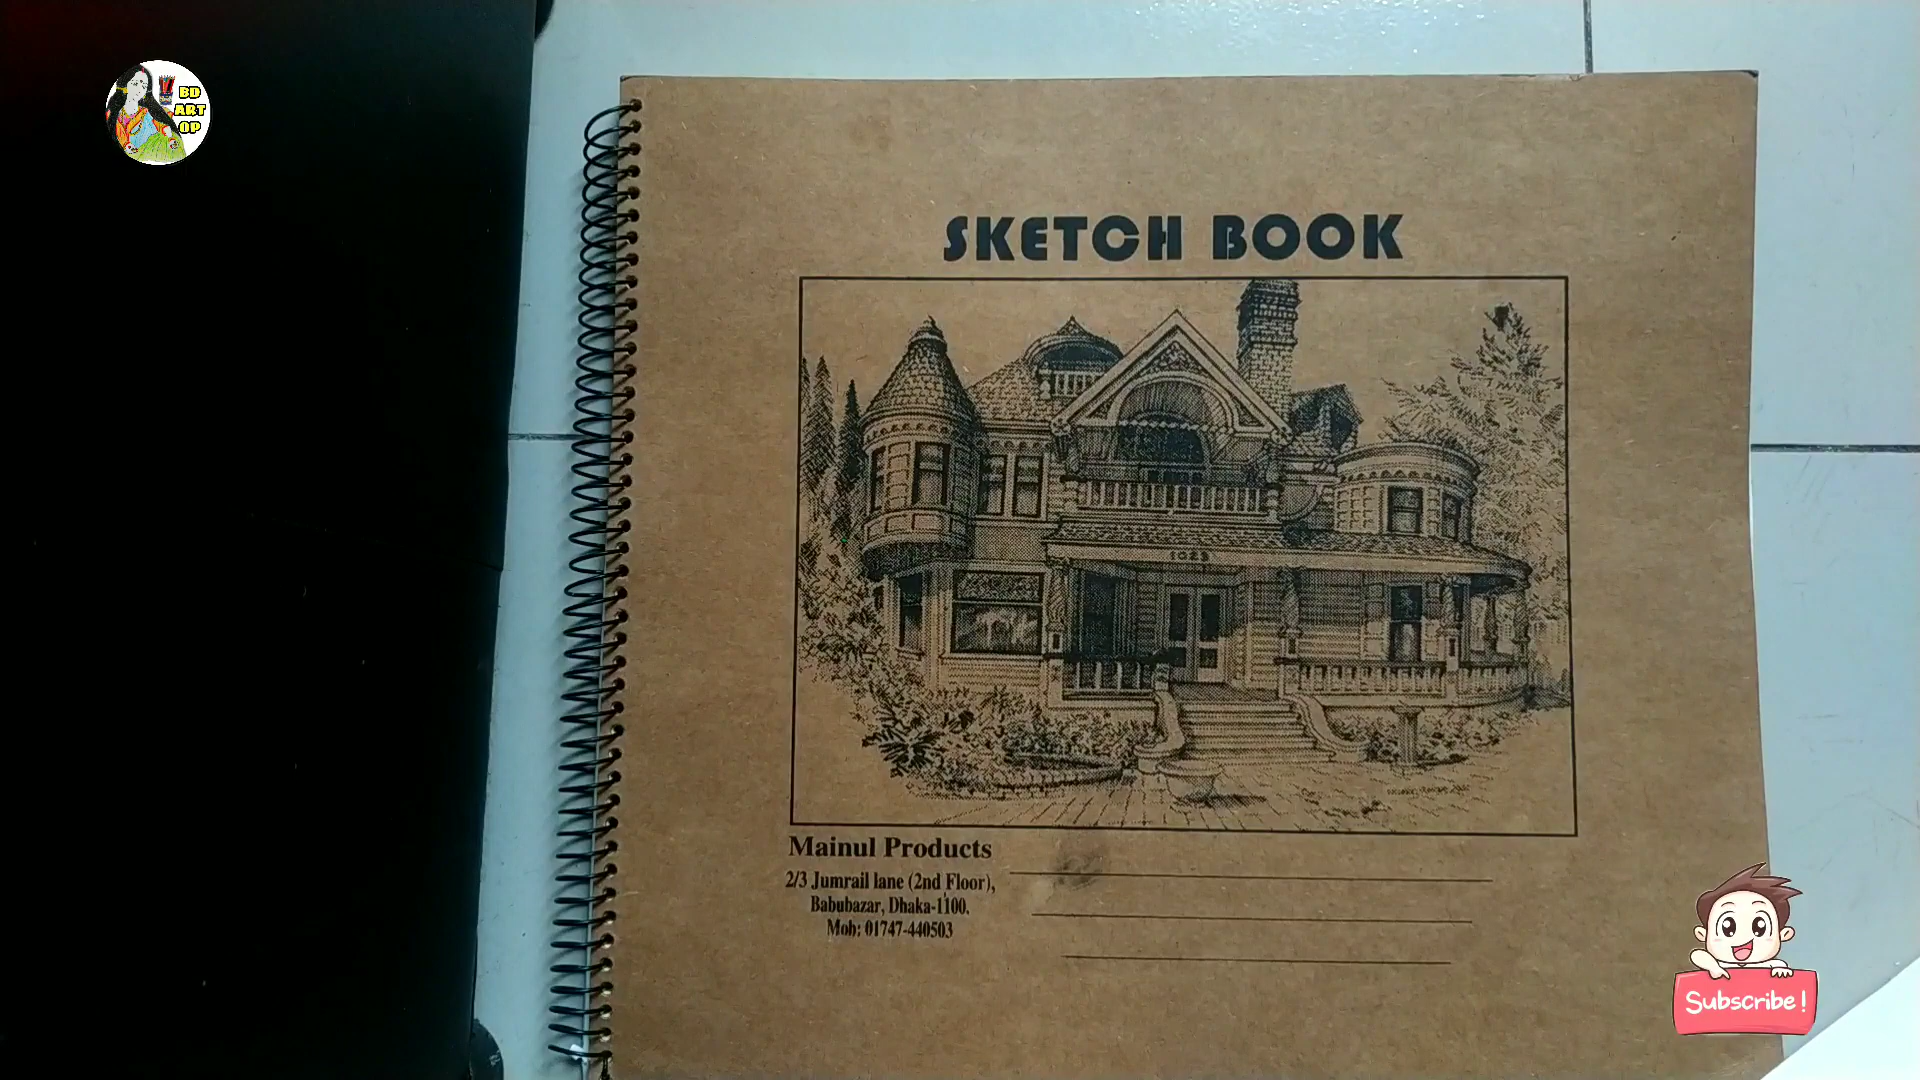 BD
ART
OP
SKETCH BOOK
1023
Mainul Products
2/3 Jumrail lane (2nd Floor),
Babubazar, Dhaka-1100.
Mob: 01747-440503
Subscribe!